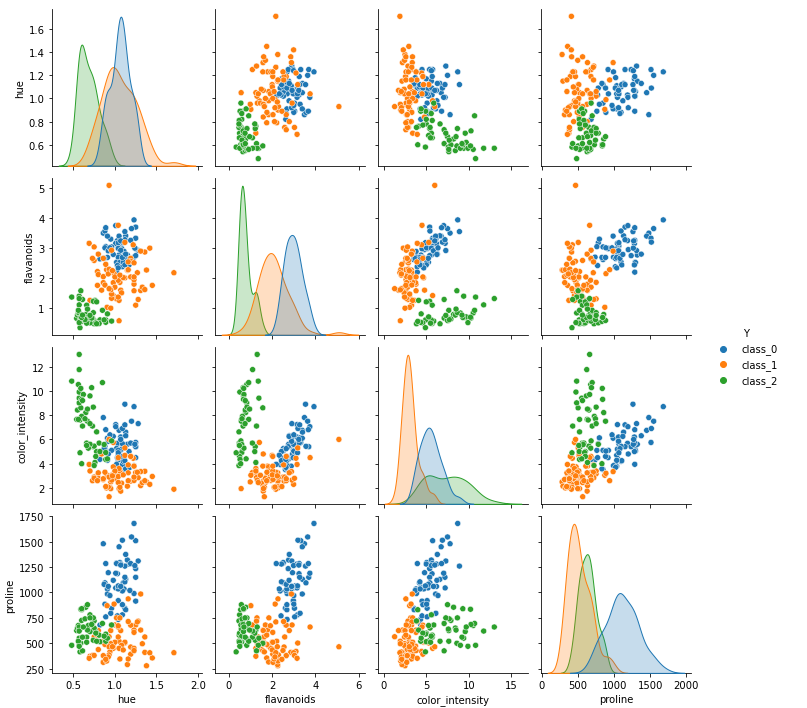 hue
1.6
1.4
1.2
1.0
0.8
0.6
flavanoids
5
4
3
2
1
color_intensity
12
10
8
6
4
2
proline
1750
1500
1250
1000
750
500
250
0.5 1.0 1.5 2.0
hue
0 2 4 6
flavanoids
0 5 10 15
color_intensity
0 500 1000 1500 2000
proline
Y
class_0
class_1
class_2